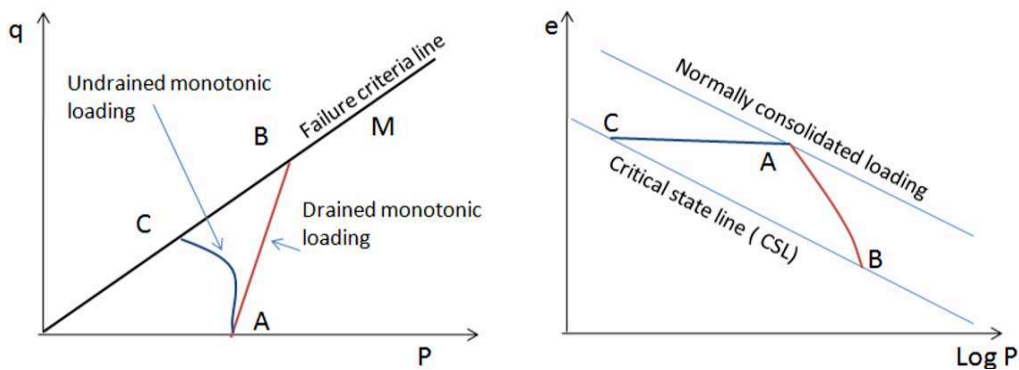 q
Undrained monotonic
loading
B
Failure criteria line
M
C
Drained monotonic
loading
A
P
e
Normally consolidated loading
C
A
Critical state line ( CSL)
B
Log P